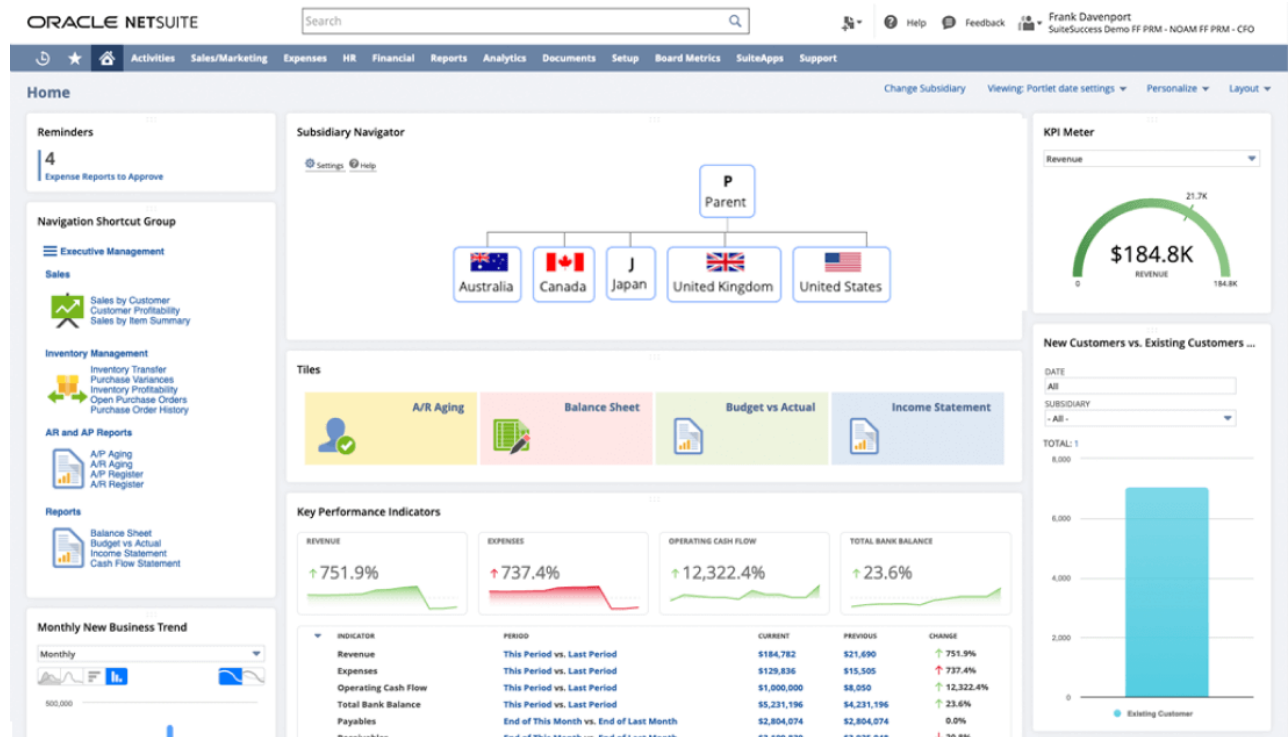 ORACLE NETSUITE
Search
Help
Feedback
Frank Davenport
SuiteSuccess Demo FF PRM - NOAM FF PRM - CFO
Activities Sales/Marketing Expenses HR Financial Reports Analytics Documents Setup Board Metrics SuiteApps Support
Home
Change Subsidiary Viewing: Portlet date settings Personalize Layout
Reminders
4
Expense Reports to Approve
Navigation Shortcut Group
Executive Management
Sales
Sales by Customer
Customer Profitability
Sales by Item Summary
Inventory Management
Inventory Transfer
Purchase Variances
Inventory Profitability
Open Purchase Orders
Purchase Order History
AR and AP Reports
A/P Aging
A/R Aging
A/P Register
A/R Register
Reports
Balance Sheet
Budget vs Actual
Income Statement
Cash Flow Statement
Monthly New Business Trend
Monthly
500,000
Subsidiary Navigator
Settings Help
P
Parent
Australia
Canada
J
Japan
United Kingdom
United States
Tiles
A/R Aging
Balance Sheet
Budget vs Actual
Income Statement
Key Performance Indicators
REVENUE
751.9%
EXPENSES
737.4%
OPERATING CASH FLOW
12,322.4%
TOTAL BANK BALANCE
23.6%
INDICATOR PERIOD CURRENT PREVIOUS CHANGE
Revenue This Period vs. Last Period $184,782 $21,690 751.9%
Expenses This Period vs. Last Period $129,836 $15,505 737.4%
Operating Cash Flow This Period vs. Last Period $1,000,000 $8,050 12,322.4%
Total Bank Balance This Period vs. Last Period $5,231,196 $4,231,196 23.6%
Payables End of This Month vs. End of Last Month $2,804,074 $2,804,074 0.0%
KPI Meter
Revenue
21.7K
$184.8K
REVENUE
0
184.8K
New Customers vs. Existing Customers ...
DATE
All
SUBSIDIARY
- All -
TOTAL: 1
8,000
6,000
4,000
2,000
0
Existing Customer